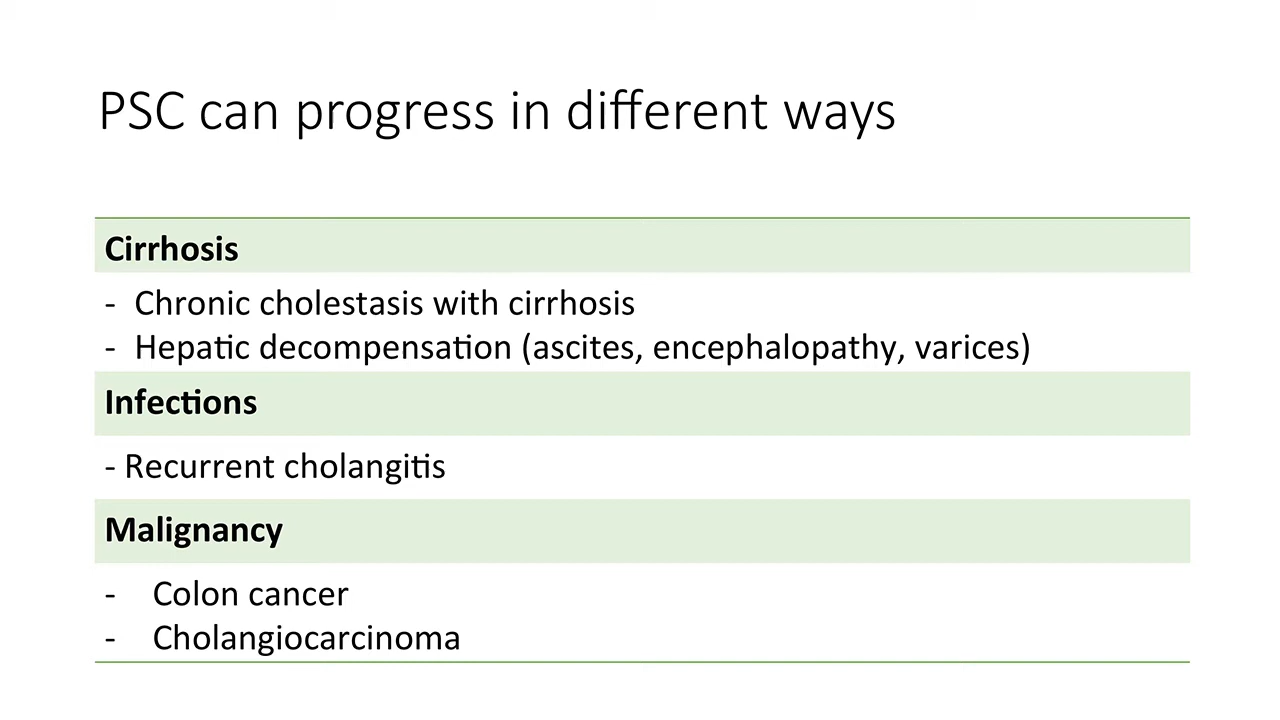 PSC can progress in different ways
Cirrhosis
- Chronic cholestasis with cirrhosis
- Hepatic decompensation (ascites, encephalopathy, varices)
Infections
- Recurrent cholangitis
Malignancy
- Colon cancer
- Cholangiocarcinoma